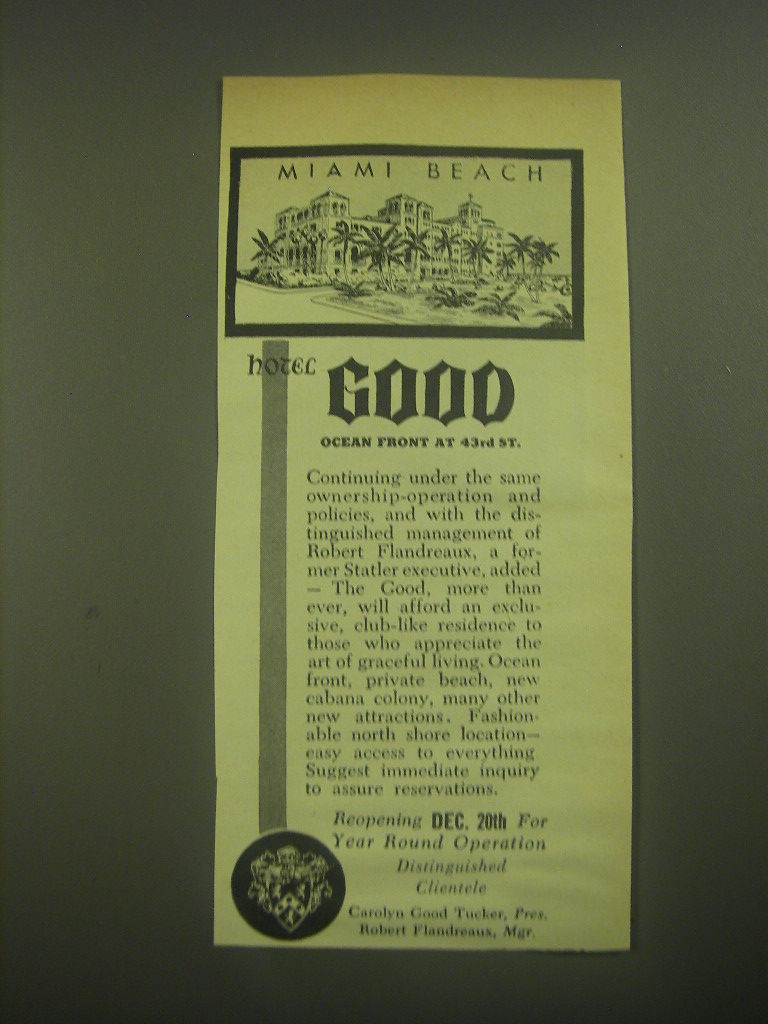 MIAMI BEACH
HOTEL GOOD
OCEAN FRONT AT 43rd ST.
Continuing under the same
ownership-operation and
policies, and with the dis-
tinguished management of
Robert Flandreaux, a for-
mer Statler executive, added
— The Good, more than
ever, will afford an exclu-
sive, club-like residence to
those who appreciate the
art of graceful living. Ocean
front, private beach, new
cabana colony, many other
new attractions. Fashion-
able north shore location—
easy access to everything
Suggest immediate inquiry
to assure reservations.
Reopening DEC. 20th For
Year Round Operation
Distinguished
Clientele
Carolyn Good Tucker, Pres.
Robert Flandreaux, Mgr.